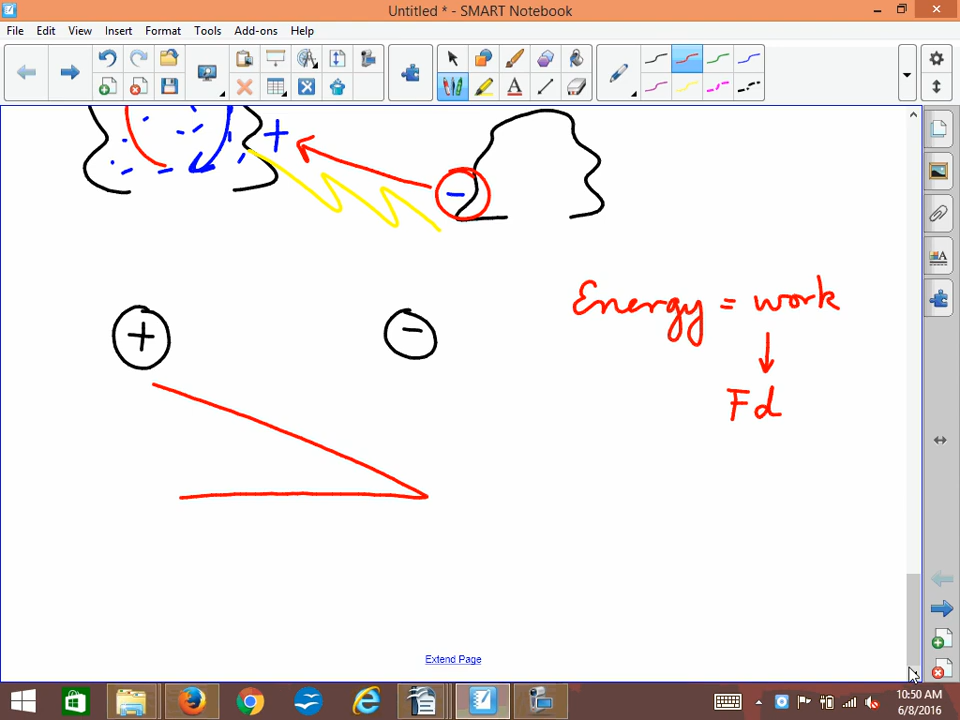 Untitled * - SMART Notebook
File Edit View Insert Format Tools Add-ons Help
+
-
+ -
Energy = work
↓
Fd
Extend Page
10:50 AM
6/8/2016